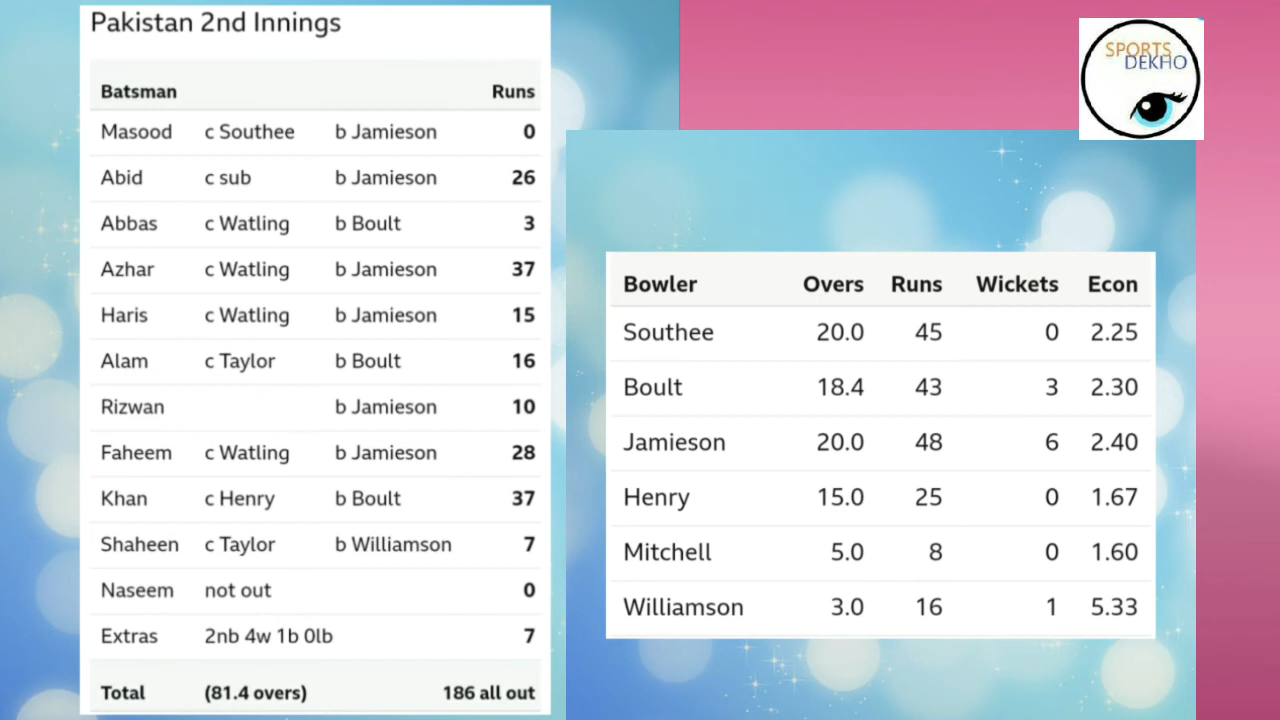 Pakistan 2nd Innings
Batsman Runs
Masood c Southee b Jamieson 0
Abid c sub b Jamieson 26
Abbas c Watling b Boult 3
Azhar c Watling b Jamieson 37
Haris c Watling b Jamieson 15
Alam c Taylor b Boult 16
Rizwan b Jamieson 10
Faheem c Watling b Jamieson 28
Khan c Henry b Boult 37
Shaheen c Taylor b Williamson 7
Naseem not out 0
Extras 2nb 4w 1b 0lb 7
Total (81.4 overs) 186 all out
SPORTS
DEKHO
Bowler Overs Runs Wickets Econ
Southee 20.0 45 0 2.25
Boult 18.4 43 3 2.30
Jamieson 20.0 48 6 2.40
Henry 15.0 25 0 1.67
Mitchell 5.0 8 0 1.60
Williamson 3.0 16 1 5.33